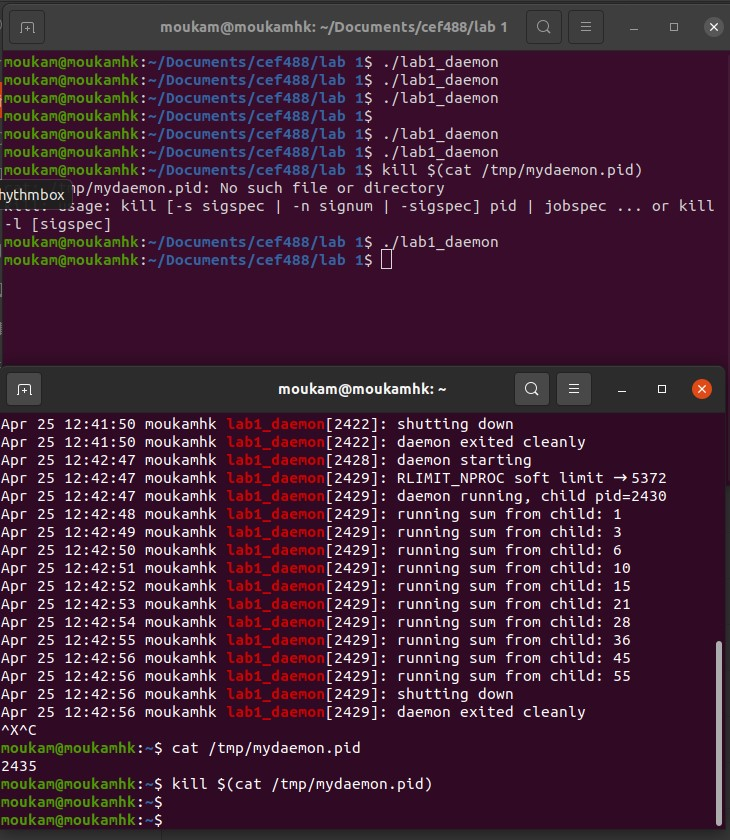 moukam@moukamhk: ~/Documents/cef488/lab 1
moukam@moukamhk:~/Documents/cef488/lab 1$ ./lab1_daemon
moukam@moukamhk:~/Documents/cef488/lab 1$ ./lab1_daemon
moukam@moukamhk:~/Documents/cef488/lab 1$ ./lab1_daemon
moukam@moukamhk:~/Documents/cef488/lab 1$
moukam@moukamhk:~/Documents/cef488/lab 1$ ./lab1_daemon
moukam@moukamhk:~/Documents/cef488/lab 1$ ./lab1_daemon
moukam@moukamhk:~/Documents/cef488/lab 1$ kill $(cat /tmp/mydaemon.pid)
mp/mydaemon.pid: No such file or directory
hythmbox
usage: kill [-s sigspec | -n signum | -sigspec] pid | jobspec ... or kill
-l [sigspec]
moukam@moukamhk:~/Documents/cef488/lab 1$ ./lab1_daemon
moukam@moukamhk:~/Documents/cef488/lab 1$
moukam@moukamhk: ~
Apr 25 12:41:50 moukamhk lab1_daemon[2422]: shutting down
Apr 25 12:41:50 moukamhk lab1_daemon[2422]: daemon exited cleanly
Apr 25 12:42:47 moukamhk lab1_daemon[2428]: daemon starting
Apr 25 12:42:47 moukamhk lab1_daemon[2429]: RLIMIT_NPROC soft limit →5372
Apr 25 12:42:47 moukamhk lab1_daemon[2429]: daemon running, child pid=2430
Apr 25 12:42:48 moukamhk lab1_daemon[2429]: running sum from child: 1
Apr 25 12:42:49 moukamhk lab1_daemon[2429]: running sum from child: 3
Apr 25 12:42:50 moukamhk lab1_daemon[2429]: running sum from child: 6
Apr 25 12:42:51 moukamhk lab1_daemon[2429]: running sum from child: 10
Apr 25 12:42:52 moukamhk lab1_daemon[2429]: running sum from child: 15
Apr 25 12:42:53 moukamhk lab1_daemon[2429]: running sum from child: 21
Apr 25 12:42:54 moukamhk lab1_daemon[2429]: running sum from child: 28
Apr 25 12:42:55 moukamhk lab1_daemon[2429]: running sum from child: 36
Apr 25 12:42:56 moukamhk lab1_daemon[2429]: running sum from child: 45
Apr 25 12:42:56 moukamhk lab1_daemon[2429]: running sum from child: 55
Apr 25 12:42:56 moukamhk lab1_daemon[2429]: shutting down
Apr 25 12:42:56 moukamhk lab1_daemon[2429]: daemon exited cleanly
^X^C
moukam@moukamhk:~$ cat /tmp/mydaemon.pid
2435
moukam@moukamhk:~$ kill $(cat /tmp/mydaemon.pid)
moukam@moukamhk:~$
moukam@moukamhk:~$